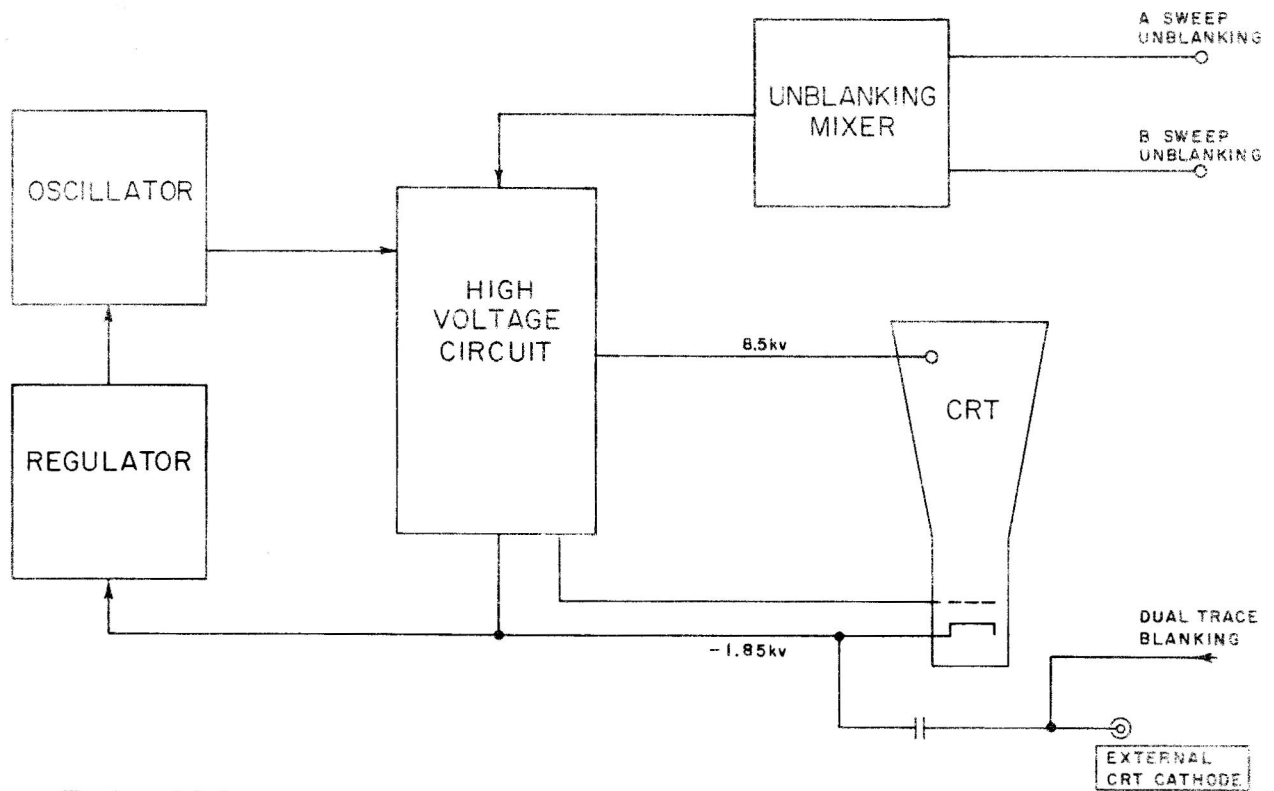 A SWEEP
UNBLANKING
UNBLANKING
MIXER
B SWEEP
UNBLANKING
OSCILLATOR
HIGH
VOLTAGE
CIRCUIT
8.5kv
CRT
REGULATOR
-1.85kv
DUAL TRACE
BLANKING
EXTERNAL
CRT CATHODE